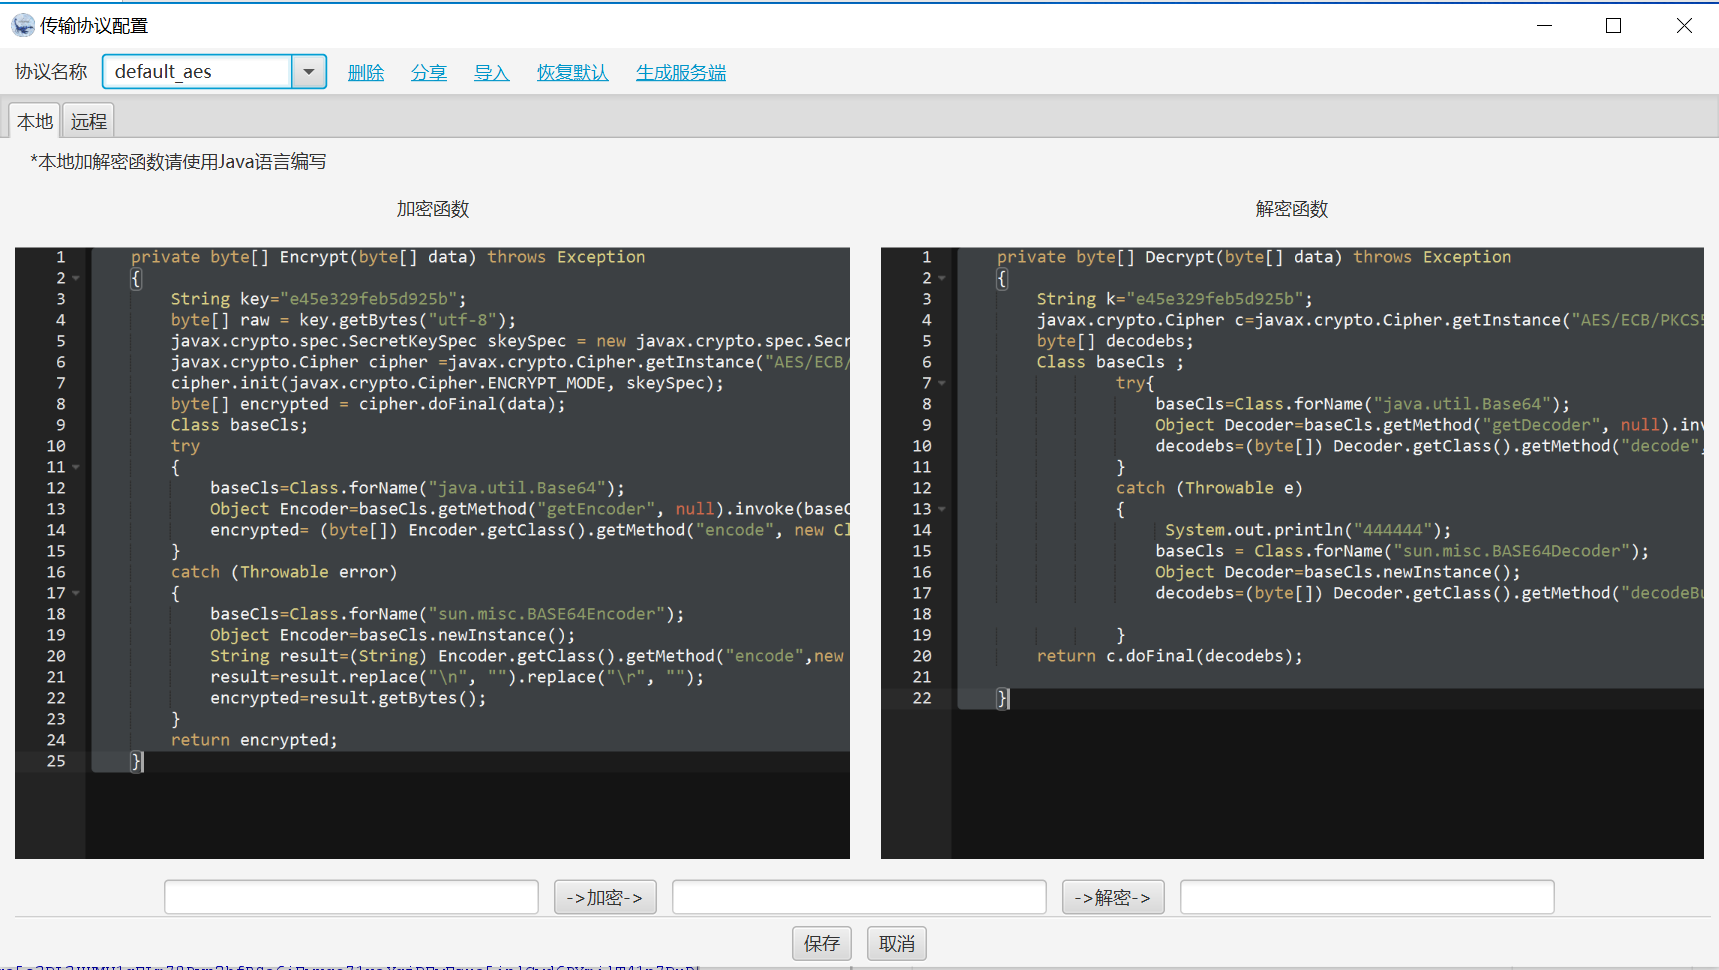 传输协议配置
协议名称 default_aes 删除 分享 导入 恢复默认 生成服务端
本地 远程
*本地加解密函数请使用Java语言编写
加密函数
1 private byte[] Encrypt(byte[] data) throws Exception
2 {
3 String key="e45e329feb5d925b";
4 byte[] raw = key.getBytes("utf-8");
5 javax.crypto.spec.SecretKeySpec skeySpec = new javax.crypto.spec.Secr
6 javax.crypto.Cipher cipher =javax.crypto.Cipher.getInstance("AES/ECB/
7 cipher.init(javax.crypto.Cipher.ENCRYPT_MODE, skeySpec);
8 byte[] encrypted = cipher.doFinal(data);
9 Class baseCls;
10 try
11 {
12 baseCls=Class.forName("java.util.Base64");
13 Object Encoder=baseCls.getMethod("getEncoder", null).invoke(baseC
14 encrypted= (byte[]) Encoder.getClass().getMethod("encode", new Cl
15 }
16 catch (Throwable error)
17 {
18 baseCls=Class.forName("sun.misc.BASE64Encoder");
19 Object Encoder=baseCls.newInstance();
20 String result=(String) Encoder.getClass().getMethod("encode",new
21 result=result.replace("\n", "").replace("\r", "");
22 encrypted=result.getBytes();
23 }
24 return encrypted;
25 }
解密函数
1 private byte[] Decrypt(byte[] data) throws Exception
2 {
3 String k="e45e329feb5d925b";
4 javax.crypto.Cipher c=javax.crypto.Cipher.getInstance("AES/ECB/PKCS5
5 byte[] decodebs;
6 Class baseCls ;
7 try{
8 baseCls=Class.forName("java.util.Base64");
9 Object Decoder=baseCls.getMethod("getDecoder", null).inv
10 decodebs=(byte[]) Decoder.getClass().getMethod("decode",
11 }
12 catch (Throwable e)
13 {
14 System.out.println("444444");
15 baseCls = Class.forName("sun.misc.BASE64Decoder");
16 Object Decoder=baseCls.newInstance();
17 decodebs=(byte[]) Decoder.getClass().getMethod("decodeBu
18
19 }
20 return c.doFinal(decodebs);
21
22 }
->加密-> ->解密->
保存 取消